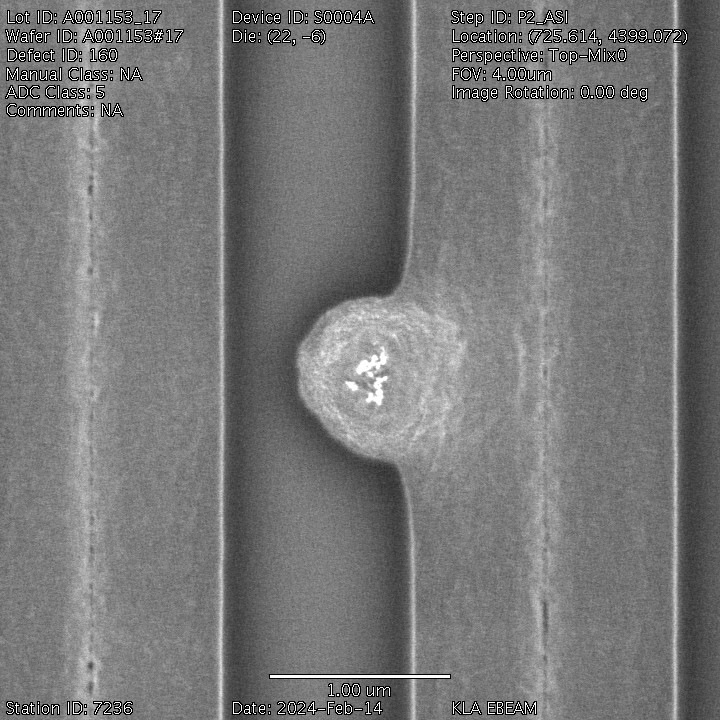 Lot ID: A001153_17
Wafer ID: A001153#17
Defect ID: 160
Manual Class: NA
ADC Class: 5
Comments: NA
Device ID: S0004A
Die: (22, -6)
Step ID: P2_ASI
Location: (725.614, 4399.072)
Perspective: Top-Mix0
FOV: 4.00um
Image Rotation: 0.00 deg
1.00 um
Station ID: 7236
Date: 2024-Feb-14
KLA EBEAM